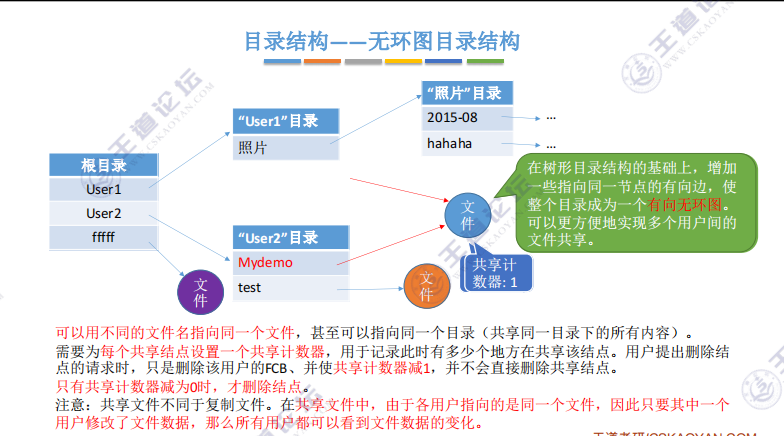 目录结构——无环图目录结构
“照片”目录
2015-08
...
hahaha
...
“User1”目录
照片
根目录
User1
User2
fffff
“User2”目录
Mydemo
test
文件
文件
文件
共享计
数器: 1
在树形目录结构的基础上，增加
一些指向同一节点的有向边，使
整个目录成为一个有向无环图。
可以更方便地实现多个用户间的
文件共享。
可以用不同的文件名指向同一个文件，甚至可以指向同一个目录（共享同一目录下的所有内容）。
需要为每个共享结点设置一个共享计数器，用于记录此时有多少个地方在共享该结点。用户提出删除结
点的请求时，只是删除该用户的FCB、并使共享计数器减1，并不会直接删除共享结点。
只有共享计数器减为0时，才删除结点。
注意：共享文件不同于复制文件。在共享文件中，由于各用户指向的是同一个文件，因此只要其中一个
用户修改了文件数据，那么所有用户都可以看到文件数据的变化。
王道考研/CSKAOYAN.COM
王道论坛
WWW.CSKAOYAN.COM